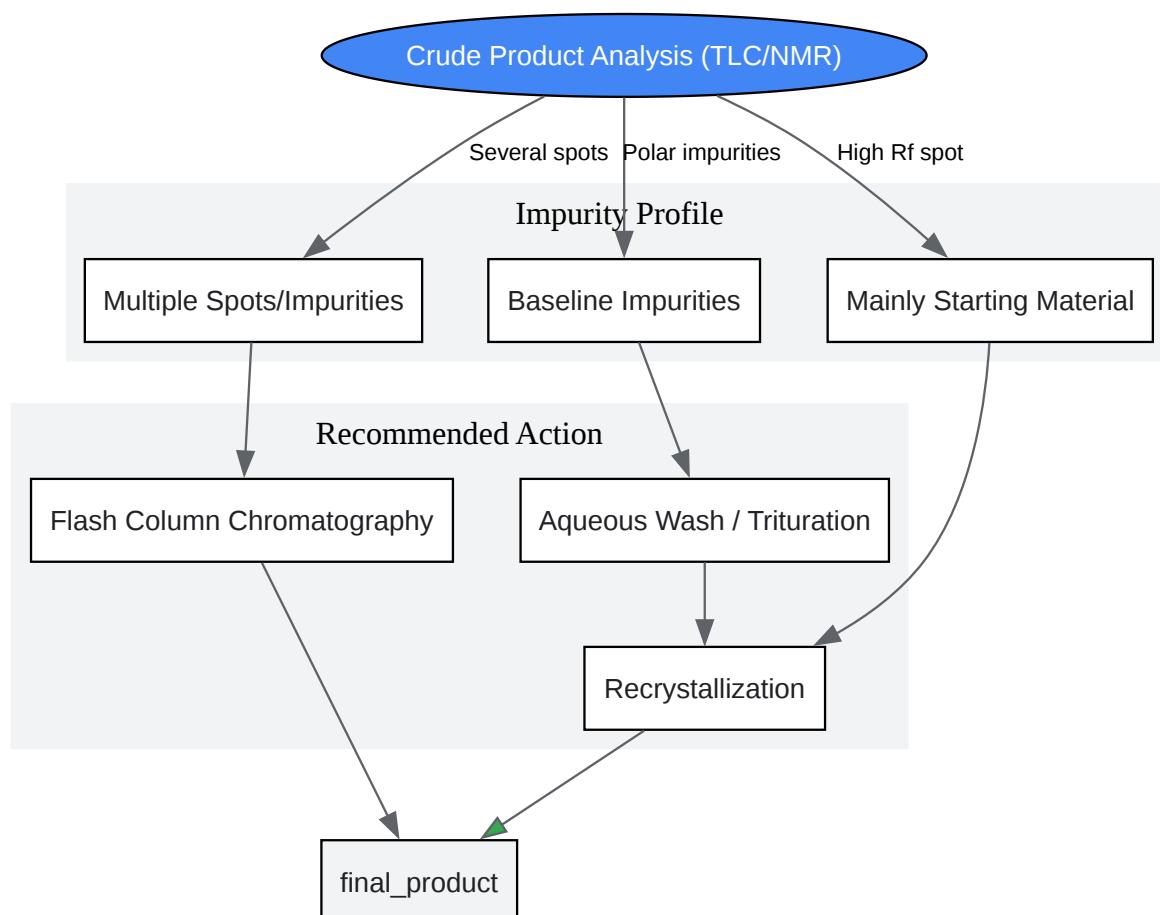 Crude Product Analysis (TLC/NMR)
Several spots
Polar impurities
High Rf spot
Impurity Profile
Multiple Spots/Impurities
Baseline Impurities
Mainly Starting Material
Recommended Action
Flash Column Chromatography
Aqueous Wash / Trituration
Recrystallization
final_product